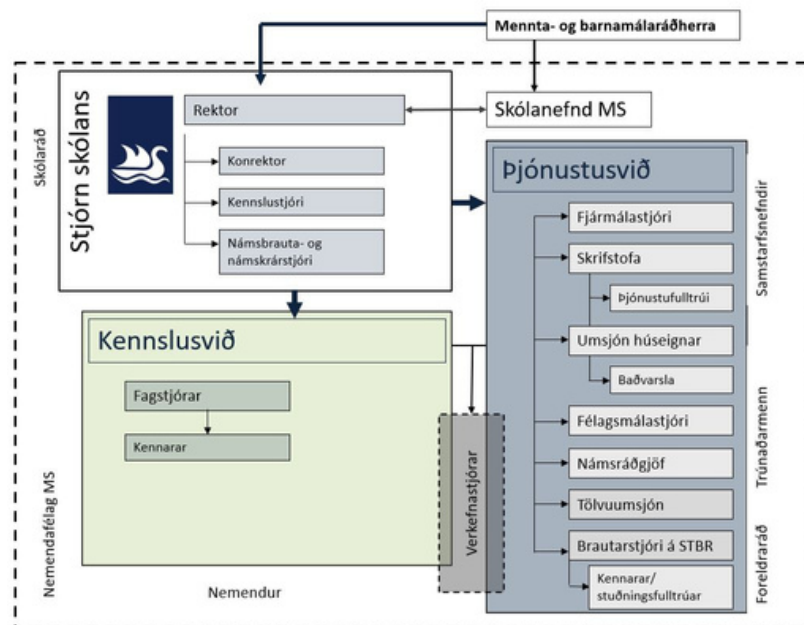 Mennta- og barnamálaráðherra
Stjórn skólans
Rektor
Skólanefnd MS
Skólaráð
Konrektor
Kennslustjóri
Námsbrauta- og
námskrárstjóri
Þjónustusvið
Fjármálastjóri
Skrifstofa
Þjónustufulltrúi
Umsjón húseignar
Baðvarsla
Félagsmálastjóri
Námsráðgjöf
Tölvuumsjón
Brautarstjóri á STBR
Kennarar/
stuðningsfulltrúar
Samstarfsnefndir
Trúnaðarmenn
Foreldraráð
Kennslusvið
Fagstjórar
Kennarar
Verkefnastjórar
Nemendafélag MS
Nemendur